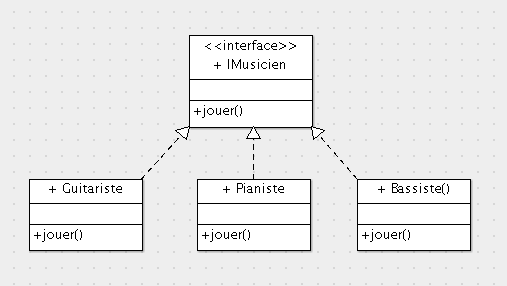 <<interface>>
+ IMusicien
+jouer()
+ Guitariste
+jouer()
+ Pianiste
+jouer()
+ Bassiste()
+jouer()